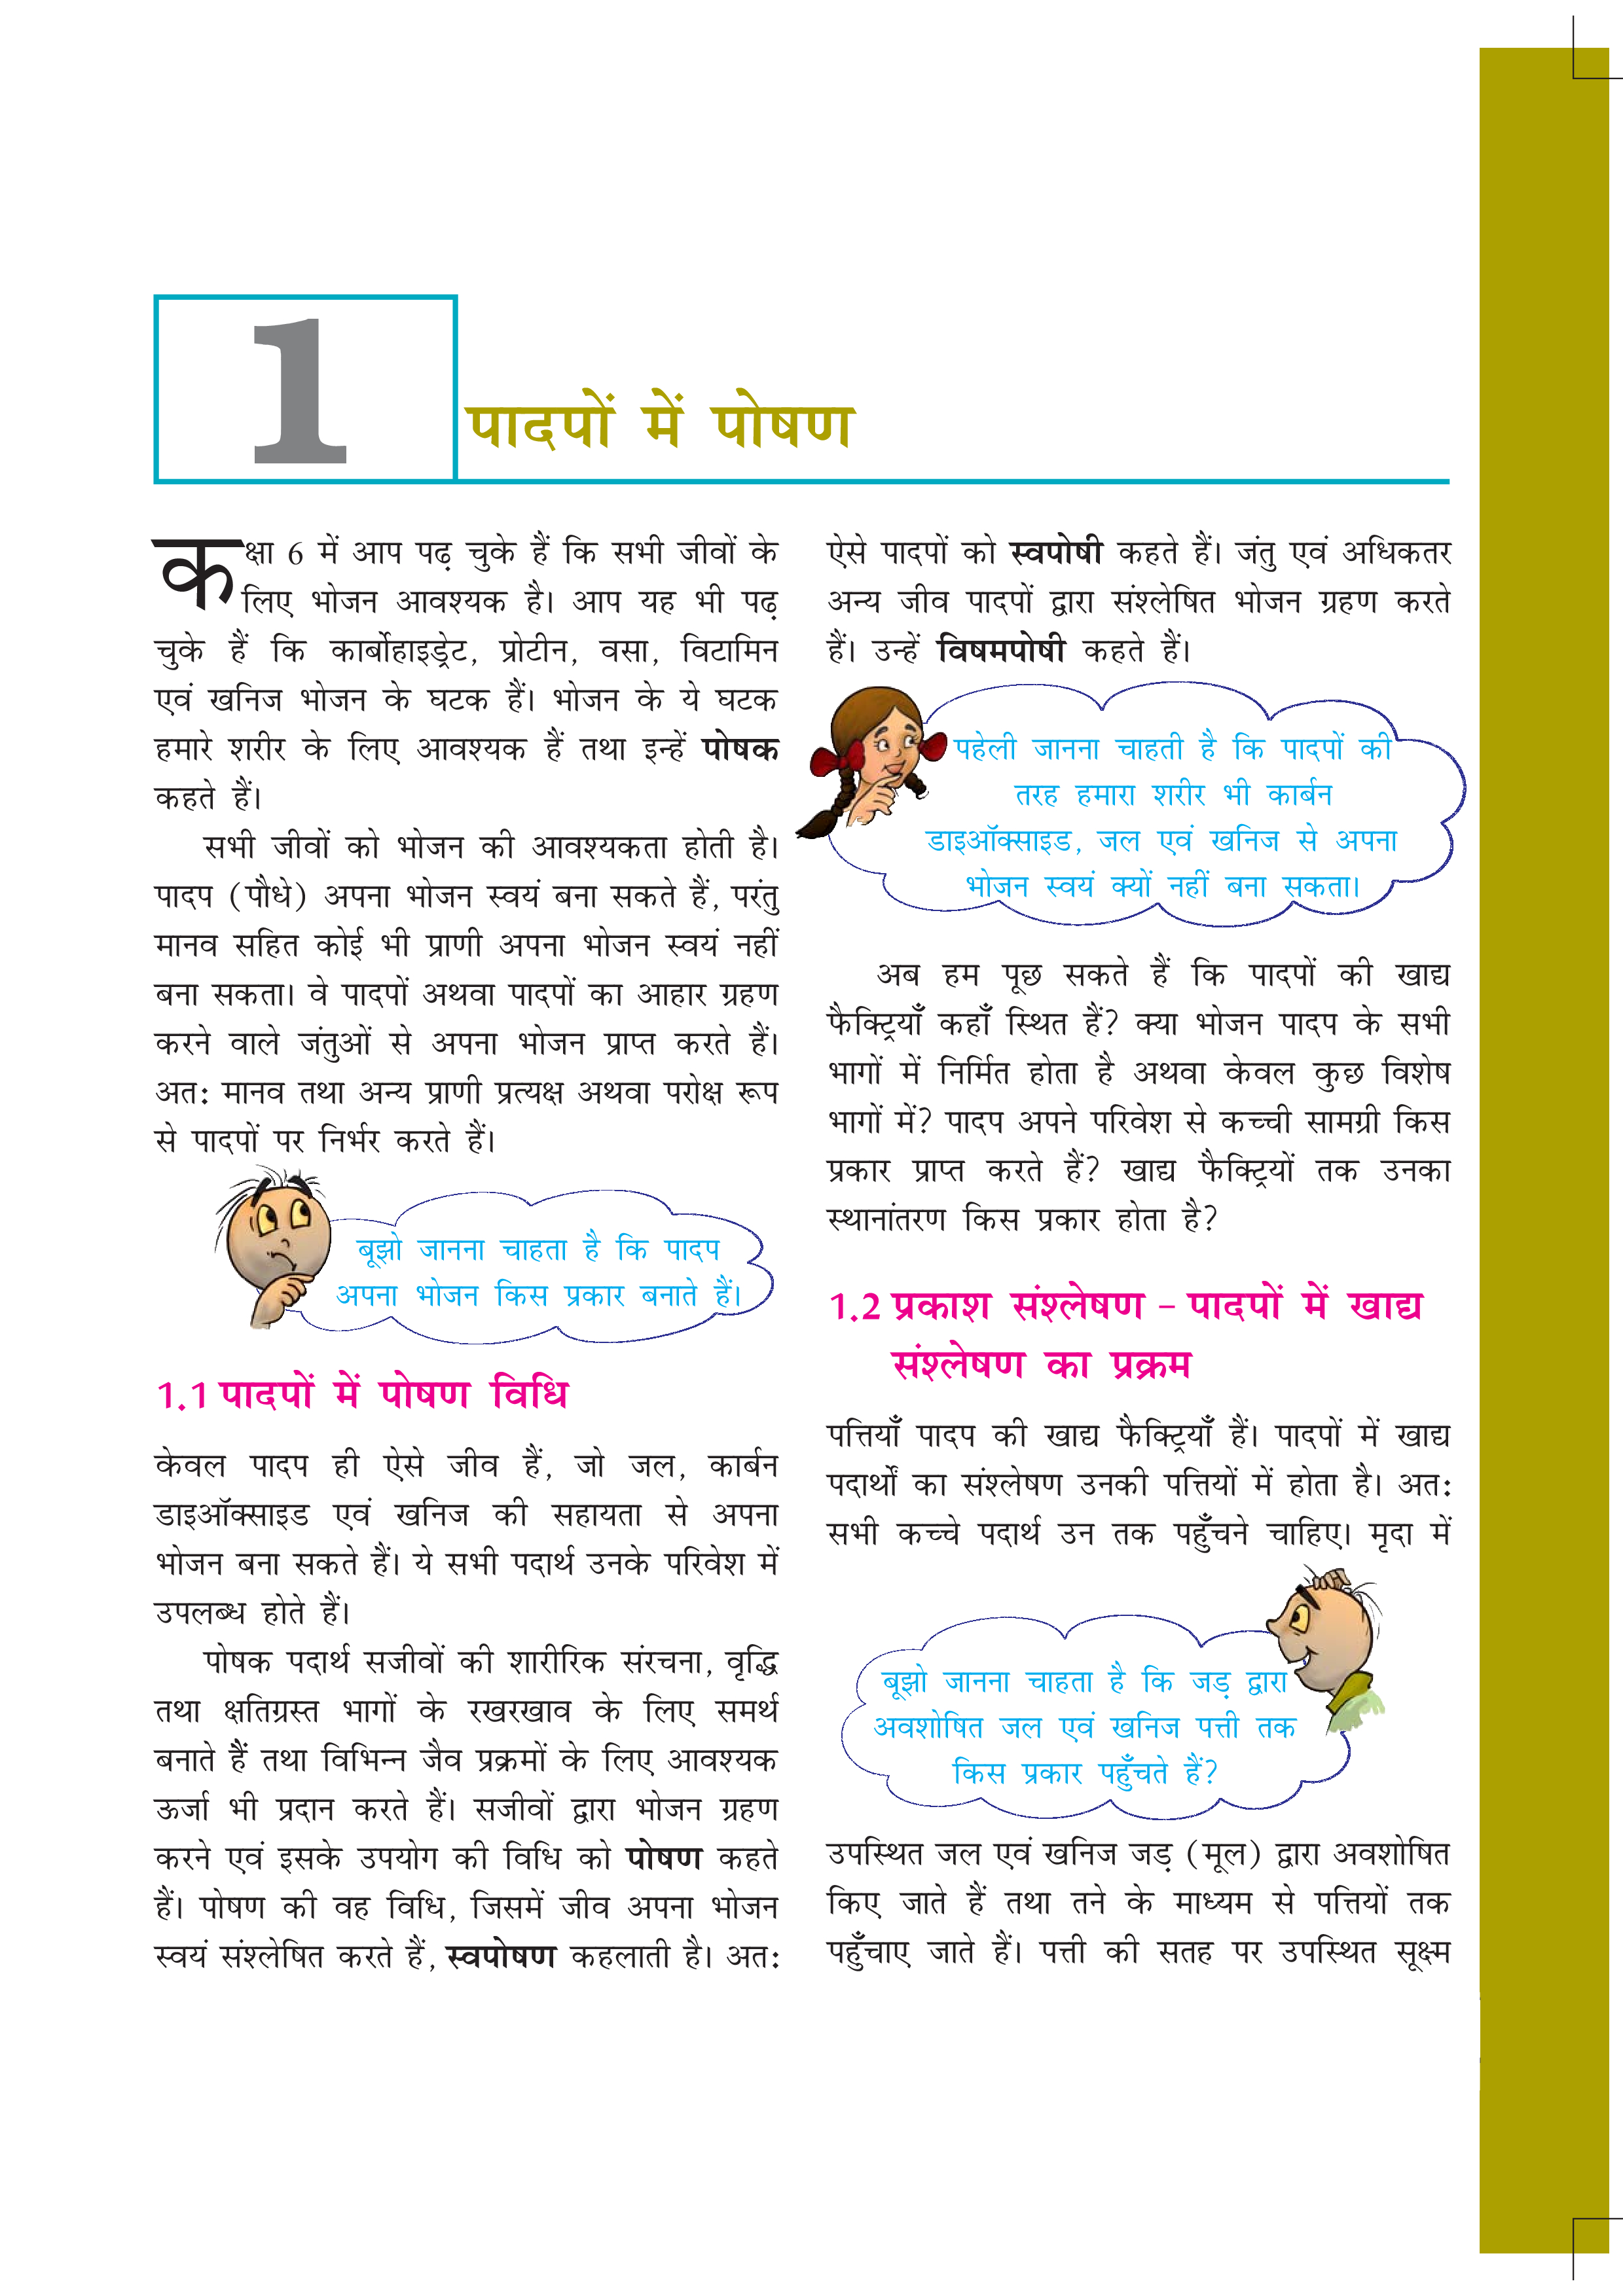 1
पादपों में पोषण
कक्षा 6 में आप पढ़ चुके हैं कि सभी जीवों के
लिए भोजन आवश्यक है। आप यह भी पढ़
चुके हैं कि कार्बोहाइड्रेट, प्रोटीन, वसा, विटामिन
एवं खनिज भोजन के घटक हैं। भोजन के ये घटक
हमारे शरीर के लिए आवश्यक हैं तथा इन्हें पोषक
कहते हैं।
सभी जीवों को भोजन की आवश्यकता होती है।
पादप (पौधे) अपना भोजन स्वयं बना सकते हैं, परंतु
मानव सहित कोई भी प्राणी अपना भोजन स्वयं नहीं
बना सकता। वे पादपों अथवा पादपों का आहार ग्रहण
करने वाले जंतुओं से अपना भोजन प्राप्त करते हैं।
अतः मानव तथा अन्य प्राणी प्रत्यक्ष अथवा परोक्ष रूप
से पादपों पर निर्भर करते हैं।
बूझो जानना चाहता है कि पादप
अपना भोजन किस प्रकार बनाते हैं।
1.1 पादपों में पोषण विधि
केवल पादप ही ऐसे जीव हैं, जो जल, कार्बन
डाइऑक्साइड एवं खनिज की सहायता से अपना
भोजन बना सकते हैं। ये सभी पदार्थ उनके परिवेश में
उपलब्ध होते हैं।
पोषक पदार्थ सजीवों की शारीरिक संरचना, वृद्धि
तथा क्षतिग्रस्त भागों के रखरखाव के लिए समर्थ
बनाते हैं तथा विभिन्न जैव प्रक्रमों के लिए आवश्यक
ऊर्जा भी प्रदान करते हैं। सजीवों द्वारा भोजन ग्रहण
करने एवं इसके उपयोग की विधि को पोषण कहते
हैं। पोषण की वह विधि, जिसमें जीव अपना भोजन
स्वयं संश्लेषित करते हैं, स्वपोषण कहलाती है। अतः
ऐसे पादपों को स्वपोषी कहते हैं। जंतु एवं अधिकतर
अन्य जीव पादपों द्वारा संश्लेषित भोजन ग्रहण करते
हैं। उन्हें विषमपोषी कहते हैं।
पहेली जानना चाहती है कि पादपों की
तरह हमारा शरीर भी कार्बन
डाइऑक्साइड, जल एवं खनिज से अपना
भोजन स्वयं क्यों नहीं बना सकता।
अब हम पूछ सकते हैं कि पादपों की खाद्य
फैक्ट्रियाँ कहाँ स्थित हैं? क्या भोजन पादप के सभी
भागों में निर्मित होता है अथवा केवल कुछ विशेष
भागों में? पादप अपने परिवेश से कच्ची सामग्री किस
प्रकार प्राप्त करते हैं? खाद्य फैक्ट्रियों तक उनका
स्थानांतरण किस प्रकार होता है?
1.2 प्रकाश संश्लेषण – पादपों में खाद्य
संश्लेषण का प्रक्रम
पत्तियाँ पादप की खाद्य फैक्ट्रियाँ हैं। पादपों में खाद्य
पदार्थों का संश्लेषण उनकी पत्तियों में होता है। अतः
सभी कच्चे पदार्थ उन तक पहुँचने चाहिए। मृदा में
बूझो जानना चाहता है कि जड़ द्वारा
अवशोषित जल एवं खनिज पत्ती तक
किस प्रकार पहुँचते हैं?
उपस्थित जल एवं खनिज जड़ (मूल) द्वारा अवशोषित
किए जाते हैं तथा तने के माध्यम से पत्तियों तक
पहुँचाए जाते हैं। पत्ती की सतह पर उपस्थित सूक्ष्म